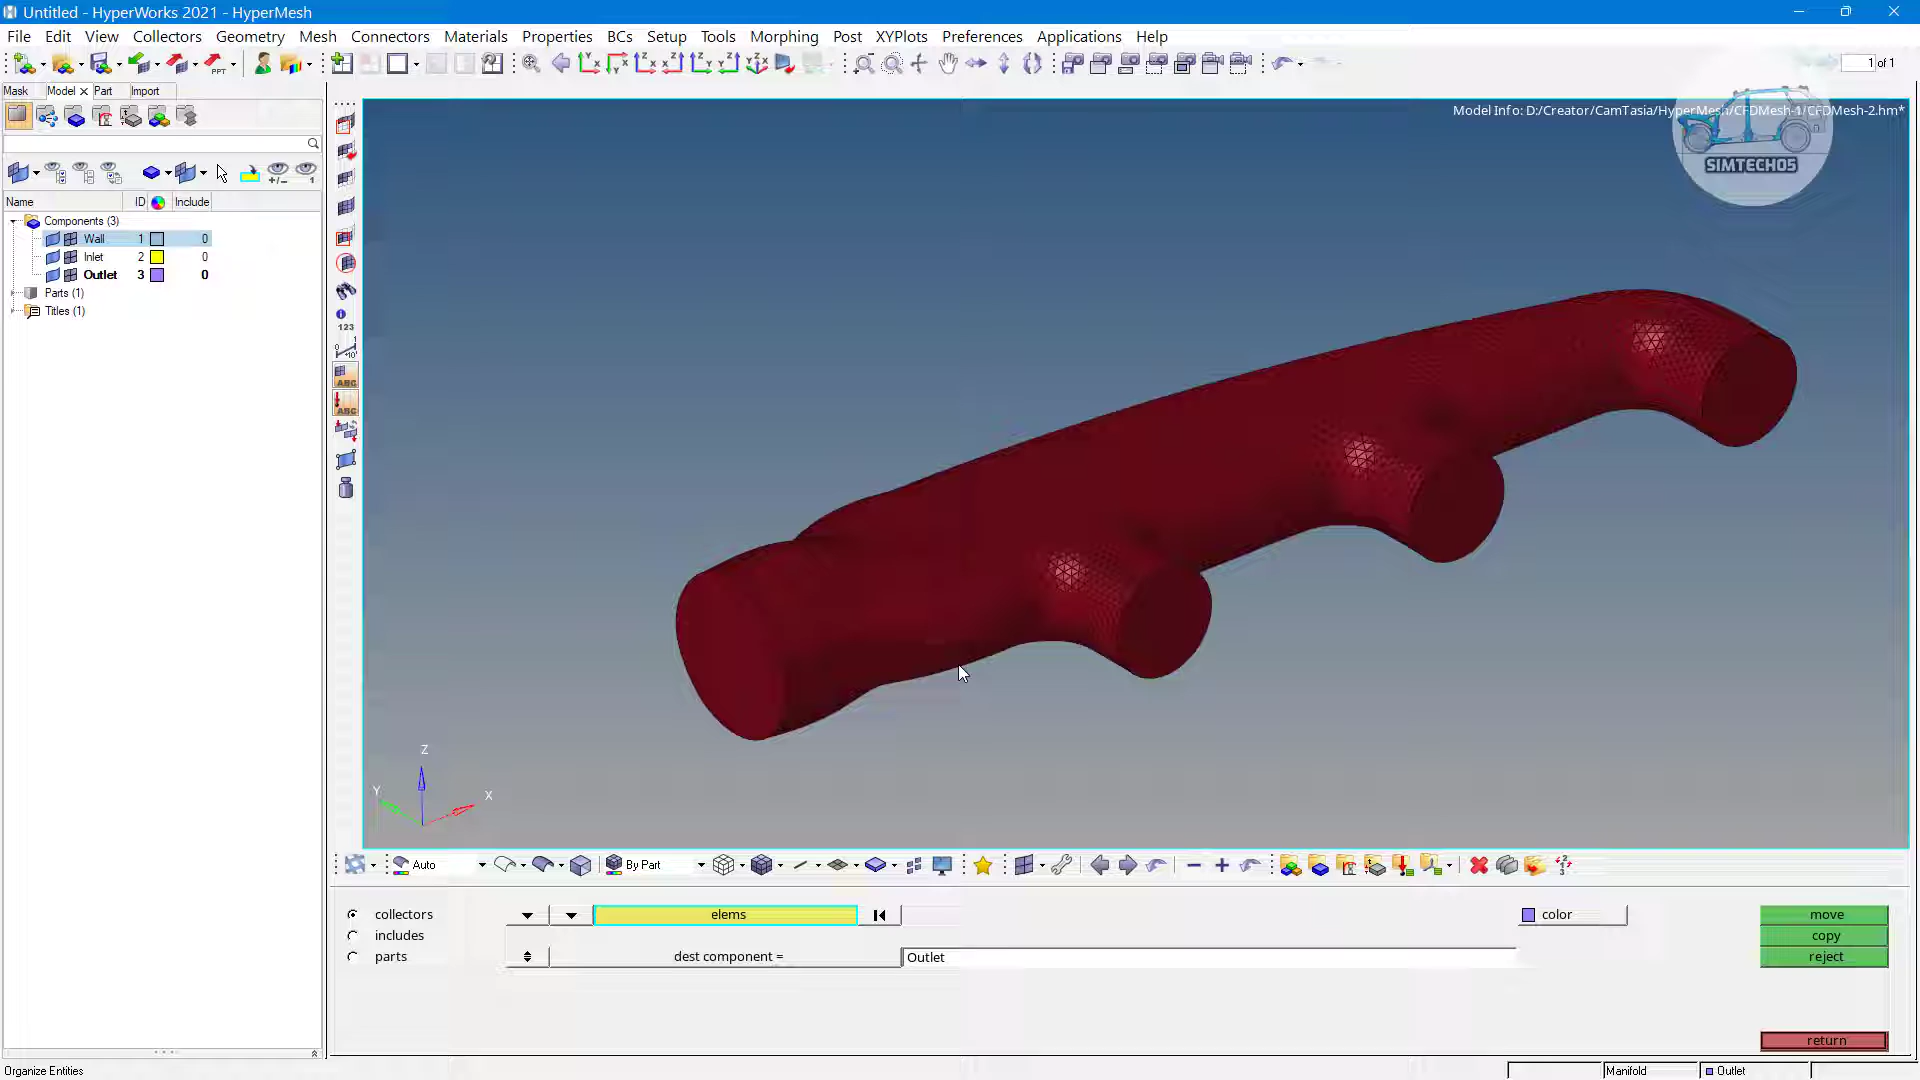 Untitled - HyperWorks 2021 - HyperMesh
File Edit View Collectors Geometry Mesh Connectors Materials Properties BCs Setup Tools Morphing Post XYPlots Preferences Applications Help
1 of 1
Mask Model Part Import
Model Info: D:/Creator/CamTasia/HyperMesh/CFDMesh-1/CFDMesh-2.hm*
SIMTECH05
Name ID Include
Components (3)
Wall 1 0
Inlet 2 0
Outlet 3 0
Parts (1)
Titles (1)
123
ABC
ABC
Z
Y
X
Auto
By Part
collectors
elems
color
move
includes
copy
parts
dest component =
Outlet
reject
return
Organize Entities
Manifold
Outlet